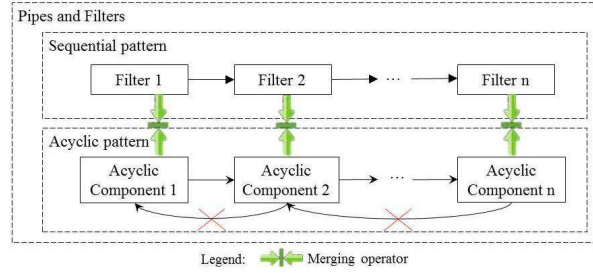 Pipes and Filters
Sequential pattern
Filter 1
Filter 2
...
Filter n
Acyclic pattern
Acyclic
Component 1
Acyclic
Component 2
...
Acyclic
Component n
Legend:
Merging operator